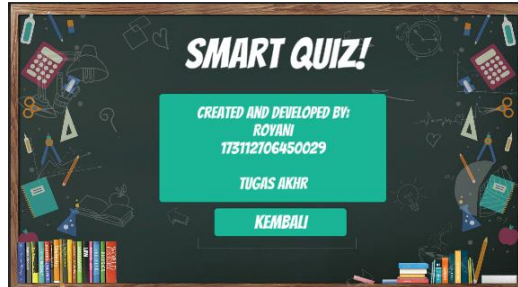 SMART QUIZ!
CREATED AND DEVELOPED BY:
ROYANI
173112706450029
TUGAS AKHR
KEMBALI